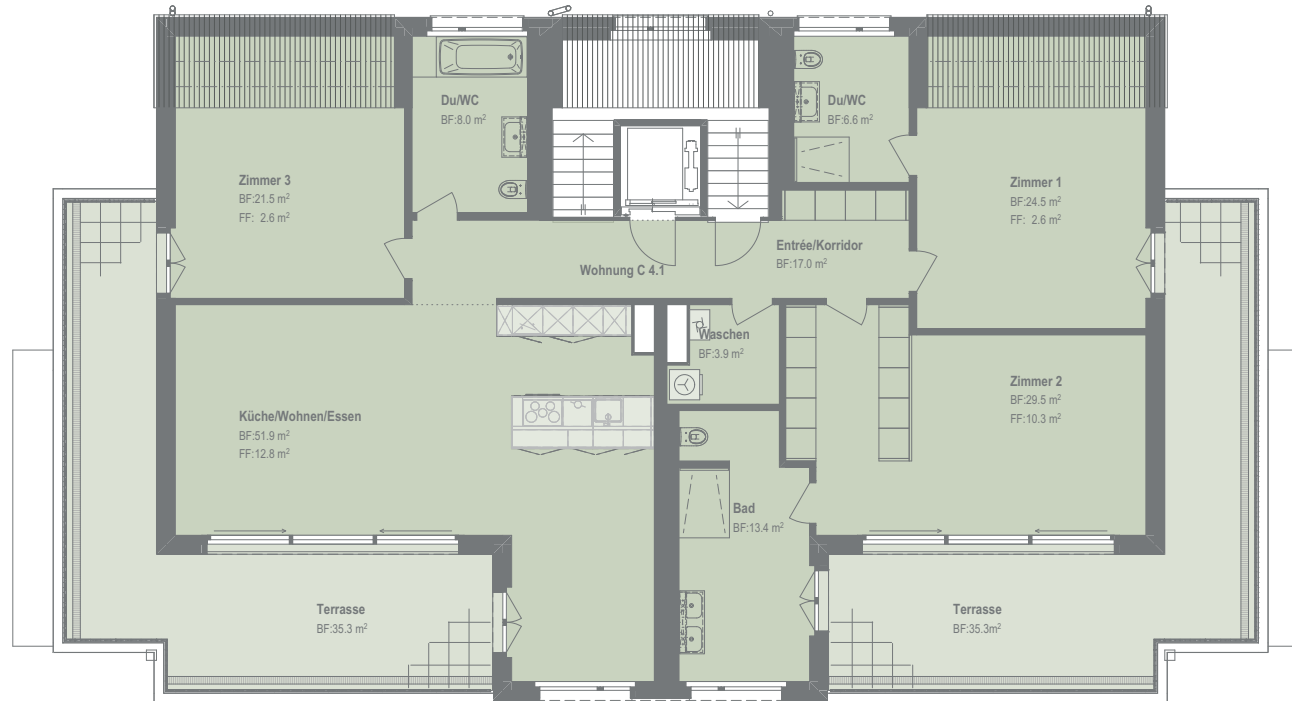 Du/WC
BF:8.0 m²
Du/WC
BF:6.6 m²
Zimmer 3
BF:21.5 m²
FF: 2.6 m²
Zimmer 1
BF:24.5 m²
FF: 2.6 m²
Entrée/Korridor
BF:17.0 m²
Wohnung C 4.1
Waschen
BF:3.9 m²
Zimmer 2
BF:29.5 m²
FF:10.3 m²
Küche/Wohnen/Essen
BF:51.9 m²
FF:12.8 m²
Bad
BF:13.4 m²
Terrasse
BF:35.3 m²
Terrasse
BF:35.3m²